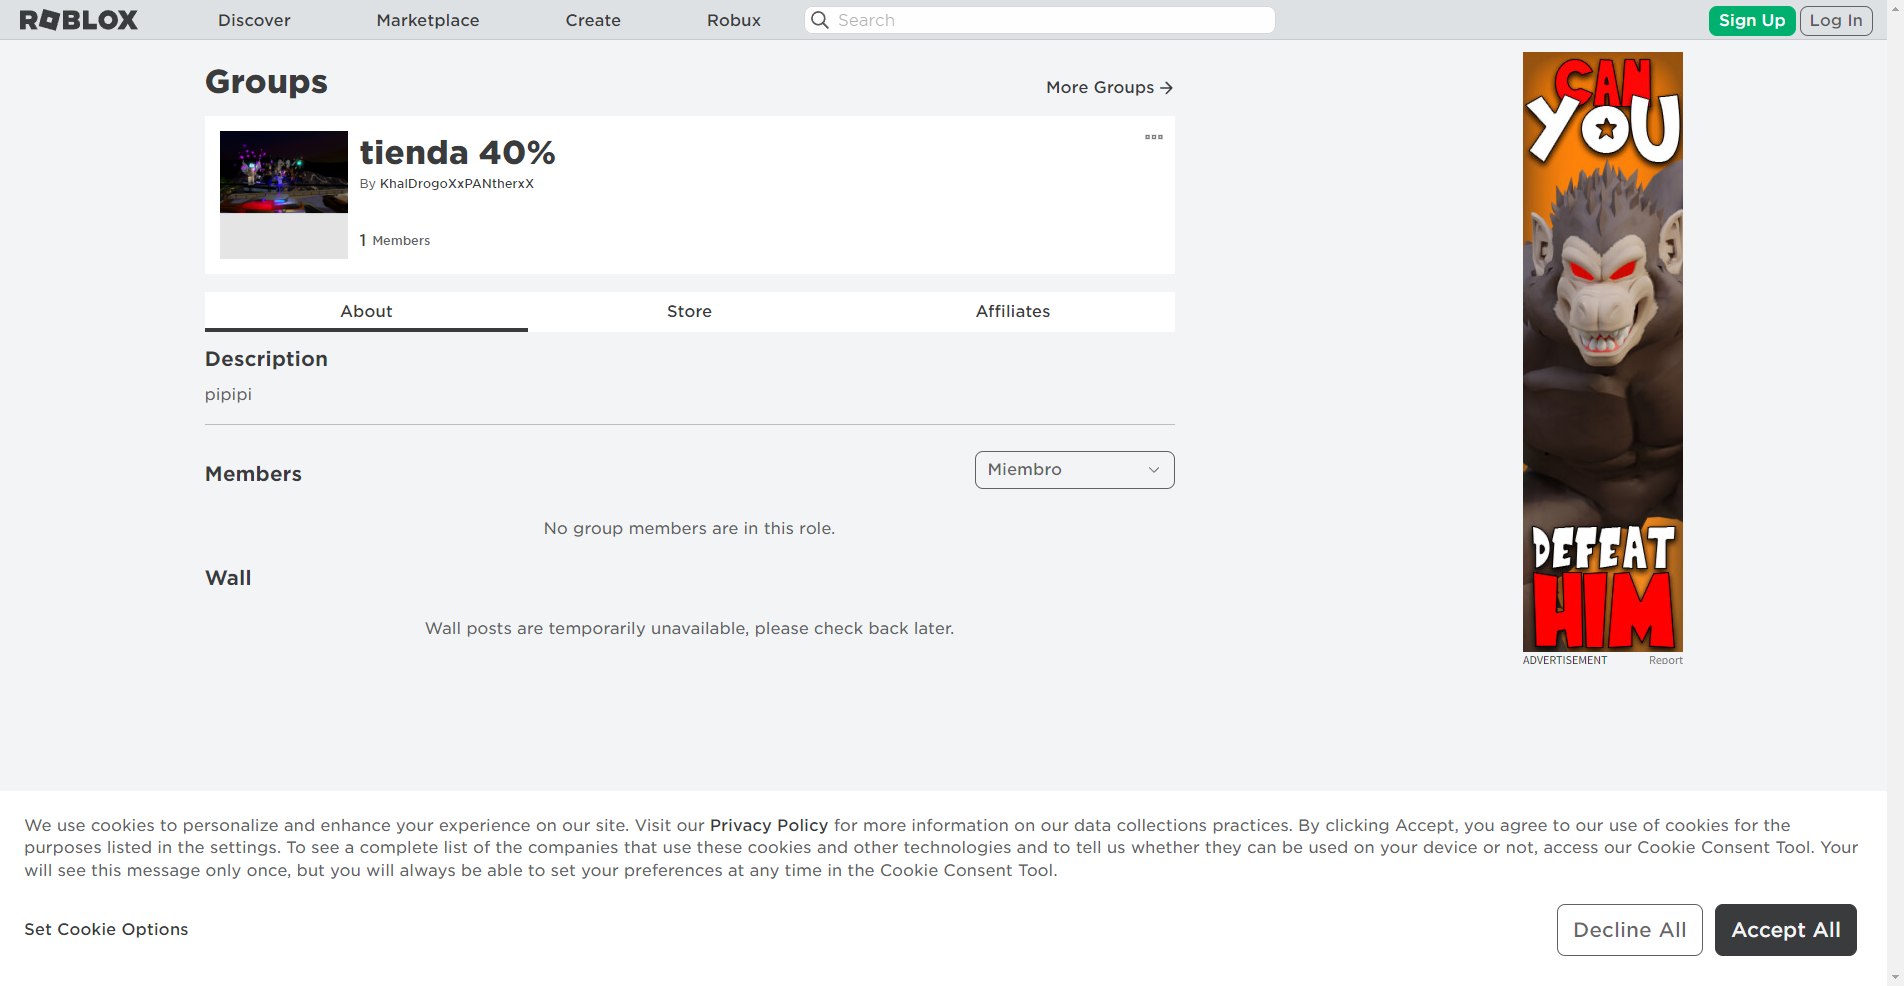 ROBLOX
Discover
Marketplace
Create
Robux
Search
Sign Up
Log In
Groups
More Groups
tienda 40%
By KhalDrogoXxPANtherxX
1 Members
About
Store
Affiliates
Description
pipipi
Members
Miembro
No group members are in this role.
Wall
Wall posts are temporarily unavailable, please check back later.
CAN
YOU
DEFEAT
HIM
ADVERTISEMENT
Report
We use cookies to personalize and enhance your experience on our site. Visit our Privacy Policy for more information on our data collections practices. By clicking Accept, you agree to our use of cookies for the
purposes listed in the settings. To see a complete list of the companies that use these cookies and other technologies and to tell us whether they can be used on your device or not, access our Cookie Consent Tool. Your
will see this message only once, but you will always be able to set your preferences at any time in the Cookie Consent Tool.
Set Cookie Options
Decline All
Accept All